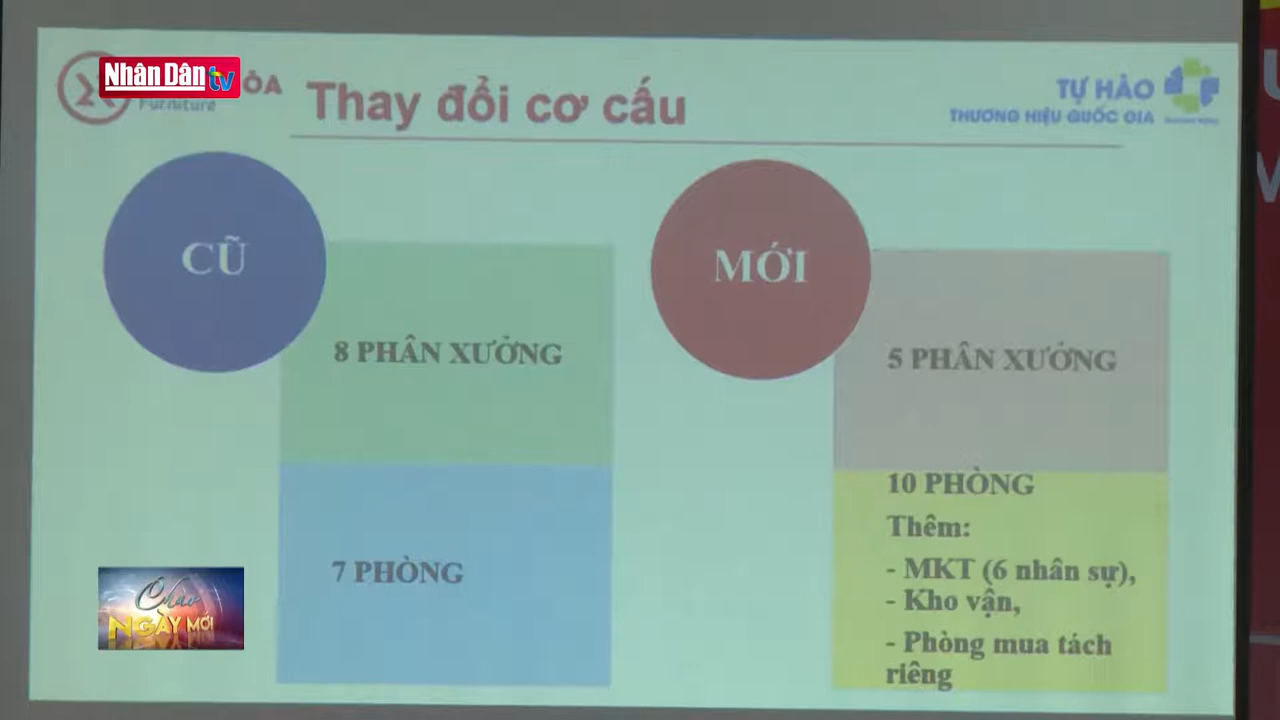 Nhân Dân tv
ÒA
Furniture
Thay đổi cơ cấu
TỰ HÀO
THƯƠNG HIỆU QUỐC GIA
CŨ
8 PHÂN XƯỞNG
7 PHÒNG
MỚI
5 PHÂN XƯỞNG
10 PHÒNG
Thêm:
- MKT (6 nhân sự),
- Kho vận,
- Phòng mua tách
riêng
Chào
NGÀY MỚI